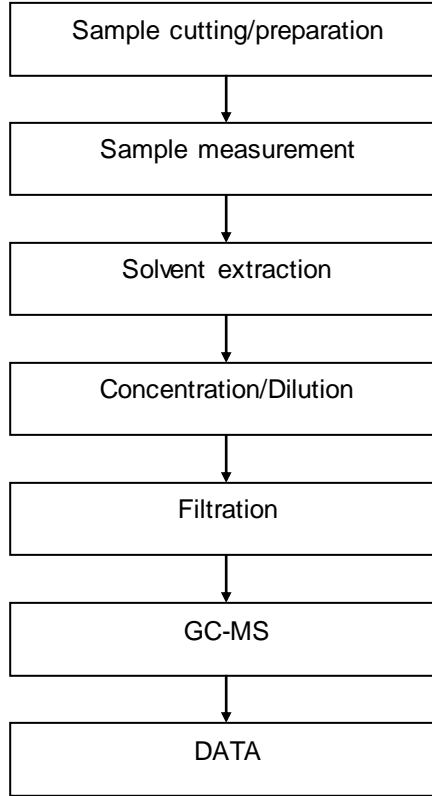 Sample cutting/preparation
Sample measurement
Solvent extraction
Concentration/Dilution
Filtration
GC-MS
DATA